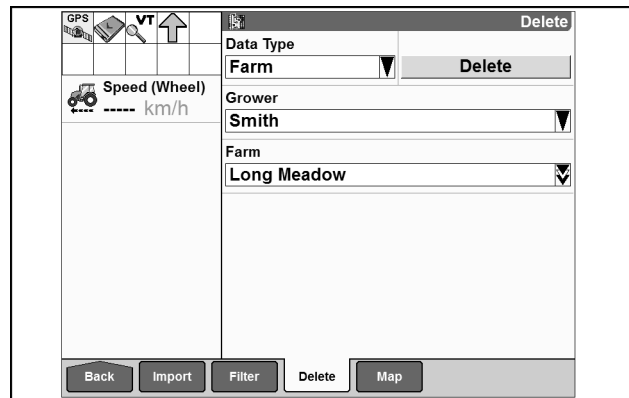 GPS VT Delete
Data Type
Farm Delete
Speed (Wheel)
----- km/h
Grower
Smith
Farm
Long Meadow
Back Import Filter Delete Map